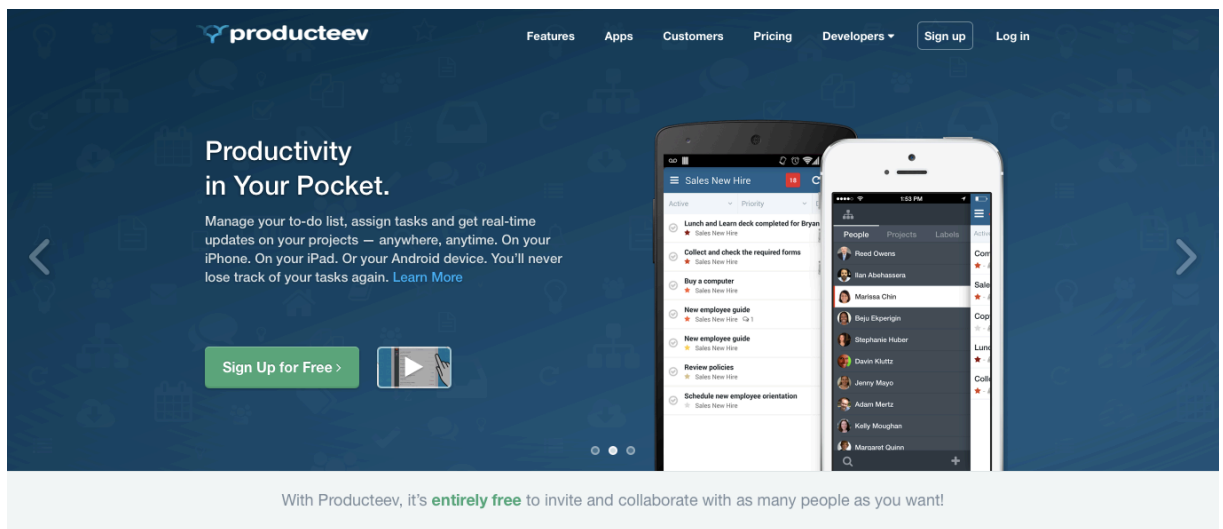 producteev
Features Apps Customers Pricing Developers Sign up Log in
Productivity
in Your Pocket.
Manage your to-do list, assign tasks and get real-time
updates on your projects — anywhere, anytime. On your
iPhone. On your iPad. Or your Android device. You'll never
lose track of your tasks again. Learn More
Sign Up for Free ›
Sales New Hire 18
Active Priority
Lunch and Learn deck completed for Bryan
Sales New Hire
Collect and check the required forms
Sales New Hire
Buy a computer
Sales New Hire
New employee guide
Sales New Hire 1
New employee guide
Sales New Hire
Review policies
Sales New Hire
Schedule new employee orientation
Sales New Hire
1:53 PM
People Projects Labels
Reed Owens
Ilan Abehassera
Marissa Chin
Beju Ekperigin
Stephanie Huber
Davin Kluttz
Jenny Mayo
Adam Mertz
Kelly Moughan
Margaret Quinn
With Producteev, it's entirely free to invite and collaborate with as many people as you want!